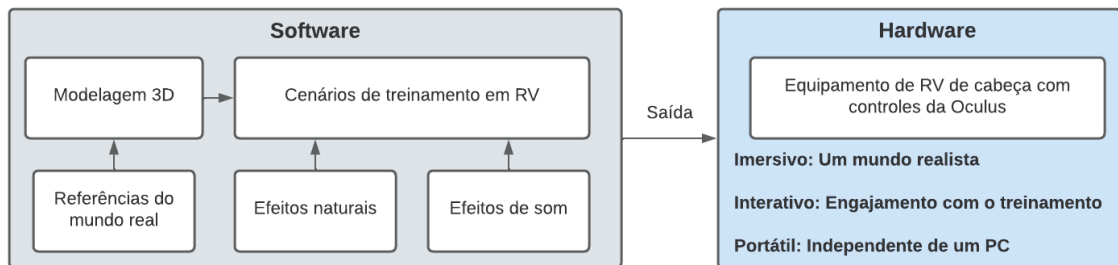 Software
Modelagem 3D
Cenários de treinamento em RV
Referências do
mundo real
Efeitos naturais
Efeitos de som
Saída
Hardware
Equipamento de RV de cabeça com
controles da Oculus
Imersivo: Um mundo realista
Interativo: Engajamento com o treinamento
Portátil: Independente de um PC